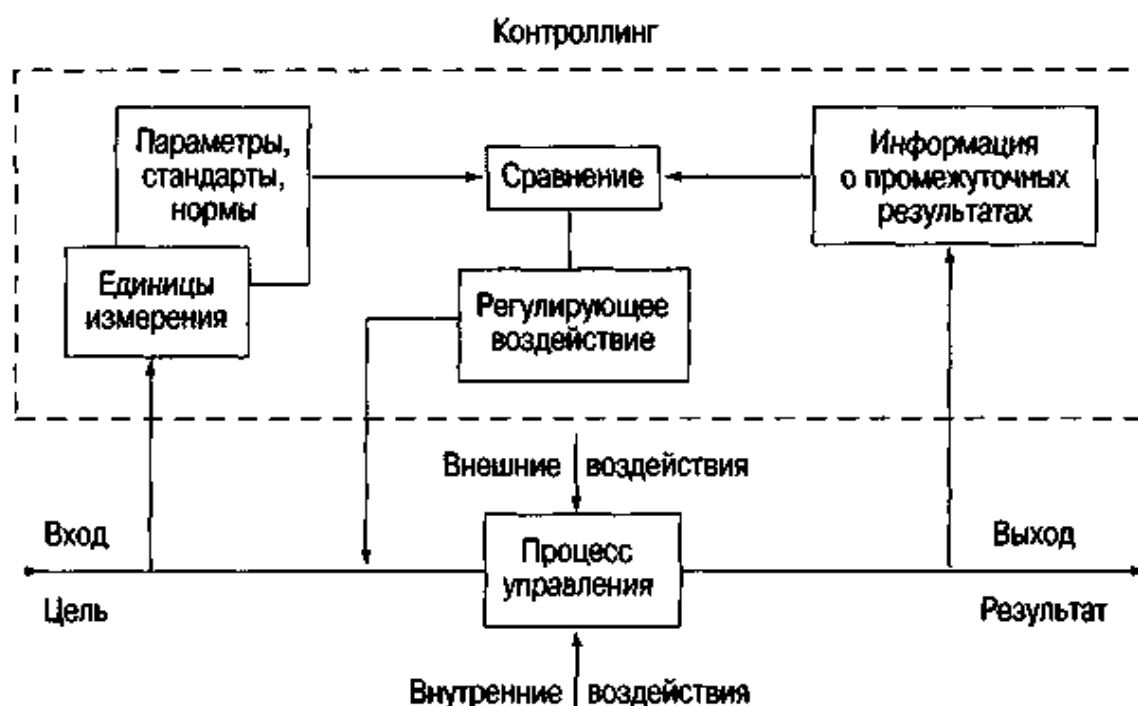 Контроллинг
Параметры,
стандарты,
нормы
Сравнение
Информация
о промежуточных
результатах
Единицы
измерения
Регулирующее
воздействие
Внешние воздействия
Вход
Процесс
управления
Выход
Цель
Результат
Внутренние воздействия